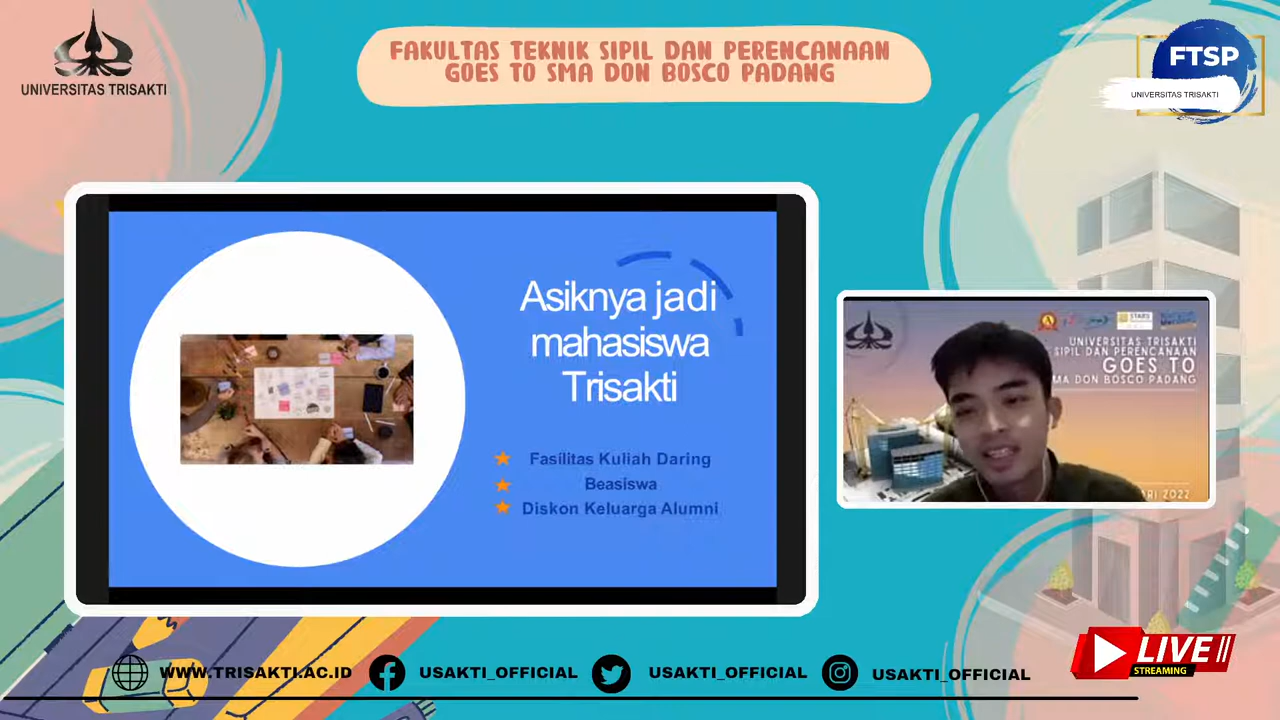 UNIVERSITAS TRISAKTI
FAKULTAS TEKNIK SIPIL DAN PERENCANAAN
GOES TO SMA DON BOSCO PADANG
FTSP
UNIVERSITAS TRISAKTI
Asiknya jadi
mahasiswa
Trisakti
Fasilitas Kuliah Daring
Beasiswa
Diskon Keluarga Alumni
STARS
UNIVERSITAS TRISAKTI
SIPIL DAN PERENCANAAN
GOES TO
MA DON BOSCO PADANG
ARI 2022
WWW.TRISAKTI.AC.ID
USAKTI_OFFICIAL
USAKTI_OFFICIAL
USAKTI_OFFICIAL
LIVE
STREAMING